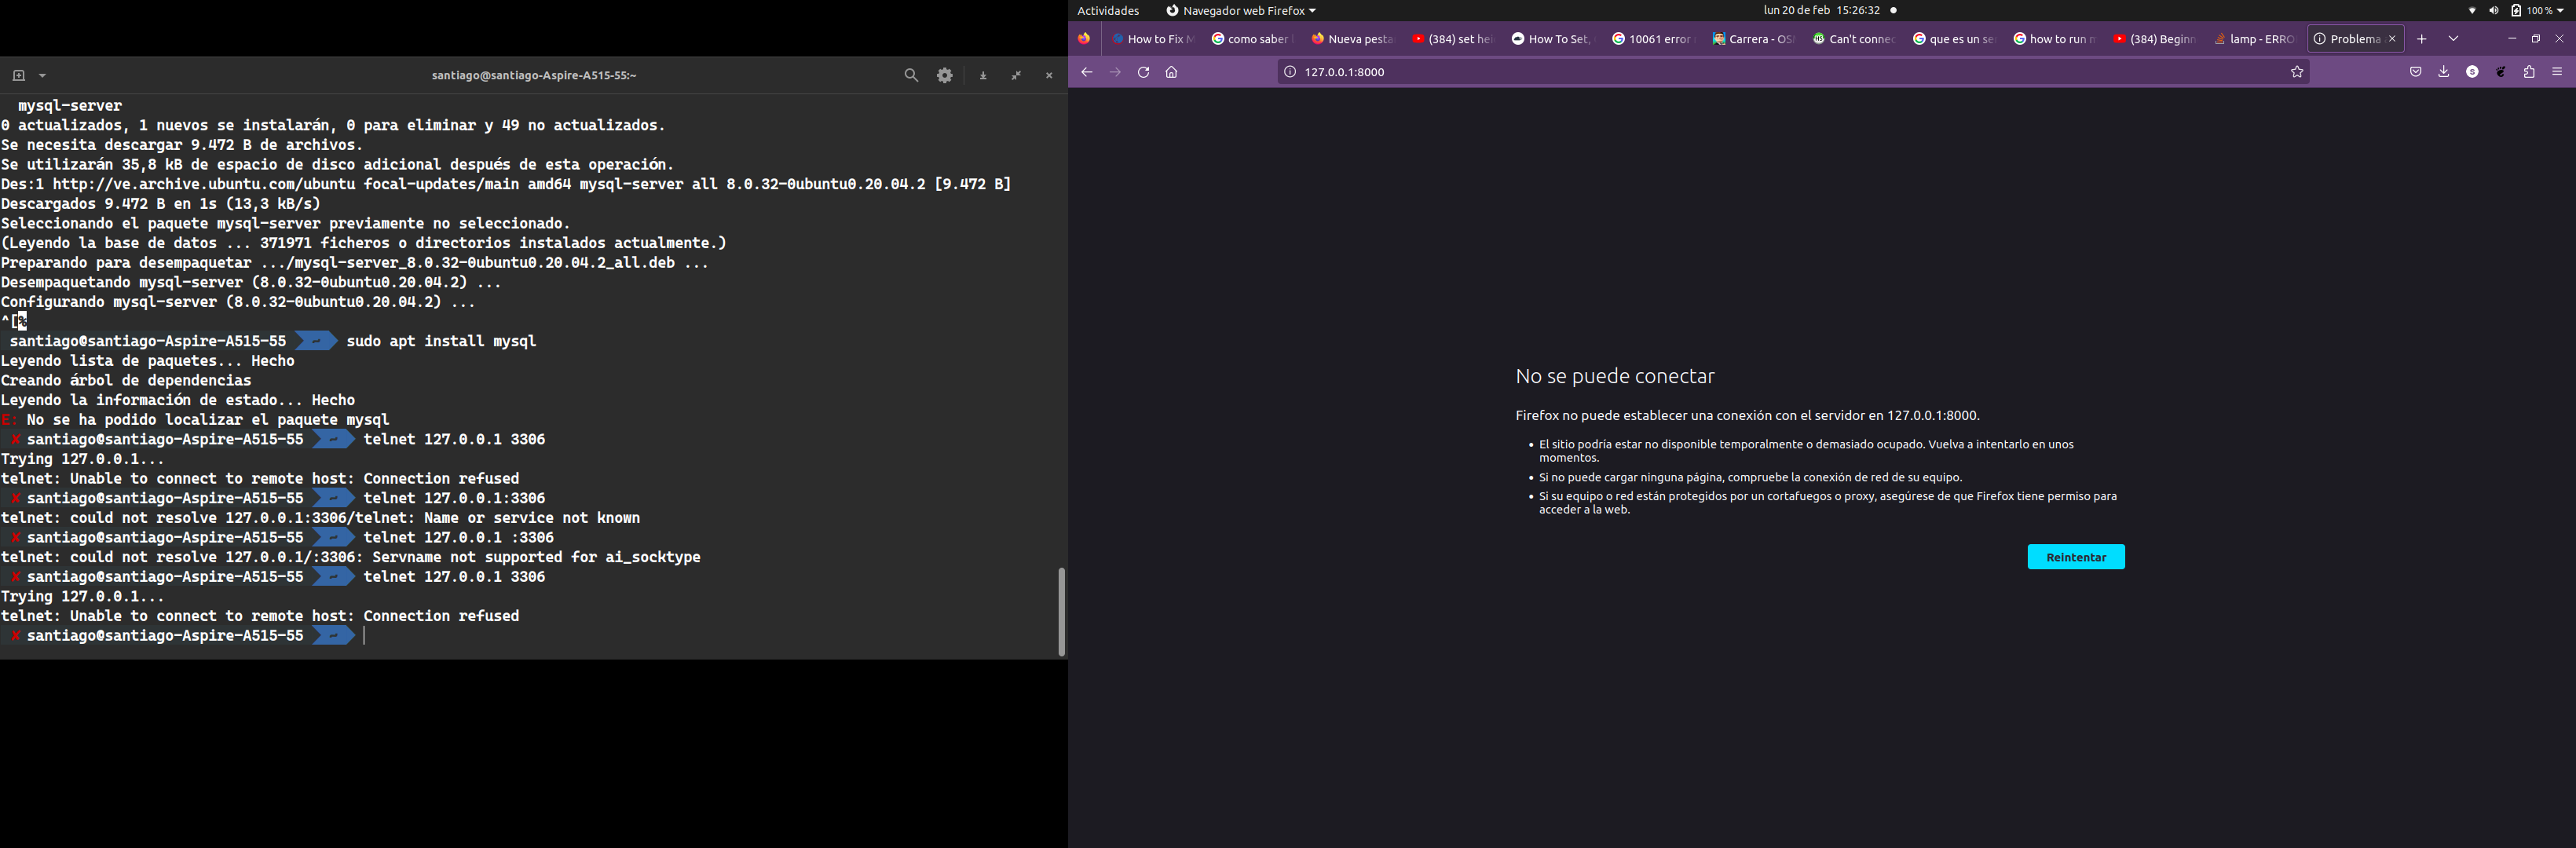 Actividades
Navegador web Firefox
lun 20 de feb 15:26:32
100 %
How to Fix M
como saber
Nueva pesta
(384) set hei
How To Set,
10061 error
Carrera - OS
Can't connec
que es un se
how to run m
(384) Beginn
lamp - ERRO
Problema
127.0.0.1:8000
santiago@santiago-Aspire-A515-55:~
mysql-server
0 actualizados, 1 nuevos se instalarán, 0 para eliminar y 49 no actualizados.
Se necesita descargar 9.472 B de archivos.
Se utilizarán 35,8 kB de espacio de disco adicional después de esta operación.
Des:1 http://ve.archive.ubuntu.com/ubuntu focal-updates/main amd64 mysql-server all 8.0.32-0ubuntu0.20.04.2 [9.472 B]
Descargados 9.472 B en 1s (13,3 kB/s)
Seleccionando el paquete mysql-server previamente no seleccionado.
(Leyendo la base de datos ... 371971 ficheros o directorios instalados actualmente.)
Preparando para desempaquetar .../mysql-server_8.0.32-0ubuntu0.20.04.2_all.deb ...
Desempaquetando mysql-server (8.0.32-0ubuntu0.20.04.2) ...
Configurando mysql-server (8.0.32-0ubuntu0.20.04.2) ...
^[%
santiago@santiago-Aspire-A515-55 ~ sudo apt install mysql
Leyendo lista de paquetes... Hecho
Creando árbol de dependencias
Leyendo la información de estado... Hecho
E: No se ha podido localizar el paquete mysql
✘ santiago@santiago-Aspire-A515-55 ~ telnet 127.0.0.1 3306
Trying 127.0.0.1...
telnet: Unable to connect to remote host: Connection refused
✘ santiago@santiago-Aspire-A515-55 ~ telnet 127.0.0.1:3306
telnet: could not resolve 127.0.0.1:3306/telnet: Name or service not known
✘ santiago@santiago-Aspire-A515-55 ~ telnet 127.0.0.1 :3306
telnet: could not resolve 127.0.0.1/:3306: Servname not supported for ai_socktype
✘ santiago@santiago-Aspire-A515-55 ~ telnet 127.0.0.1 3306
Trying 127.0.0.1...
telnet: Unable to connect to remote host: Connection refused
✘ santiago@santiago-Aspire-A515-55 ~
No se puede conectar
Firefox no puede establecer una conexión con el servidor en 127.0.0.1:8000.
• El sitio podría estar no disponible temporalmente o demasiado ocupado. Vuelva a intentarlo en unos
momentos.
• Si no puede cargar ninguna página, compruebe la conexión de red de su equipo.
• Si su equipo o red están protegidos por un cortafuegos o proxy, asegúrese de que Firefox tiene permiso para
acceder a la web.
Reintentar